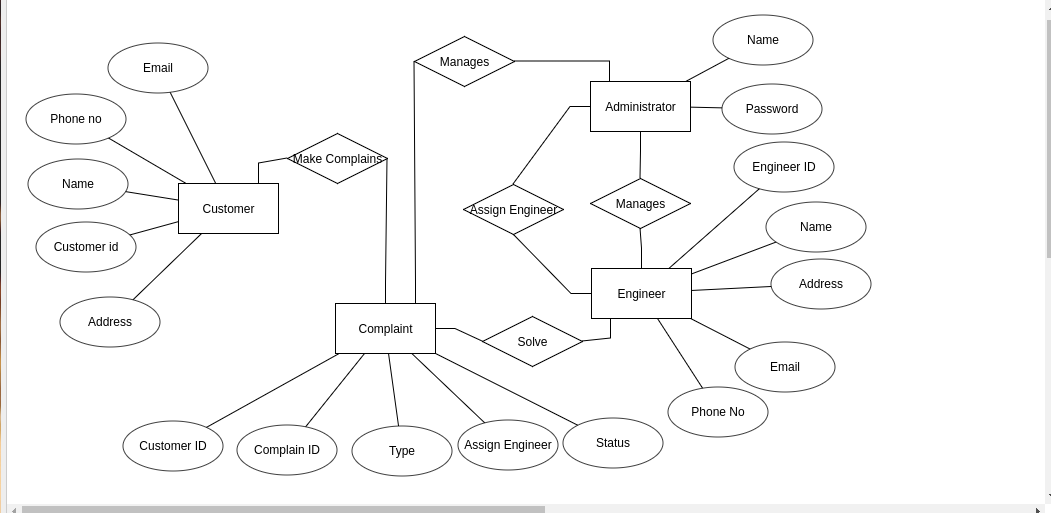 Name
Manages
Email
Administrator
Password
Phone no
Make Complains
Engineer ID
Name
Customer
Assign Engineer
Manages
Name
Customer id
Address
Engineer
Address
Complaint
Solve
Email
Phone No
Customer ID
Complain ID
Type
Assign Engineer
Status